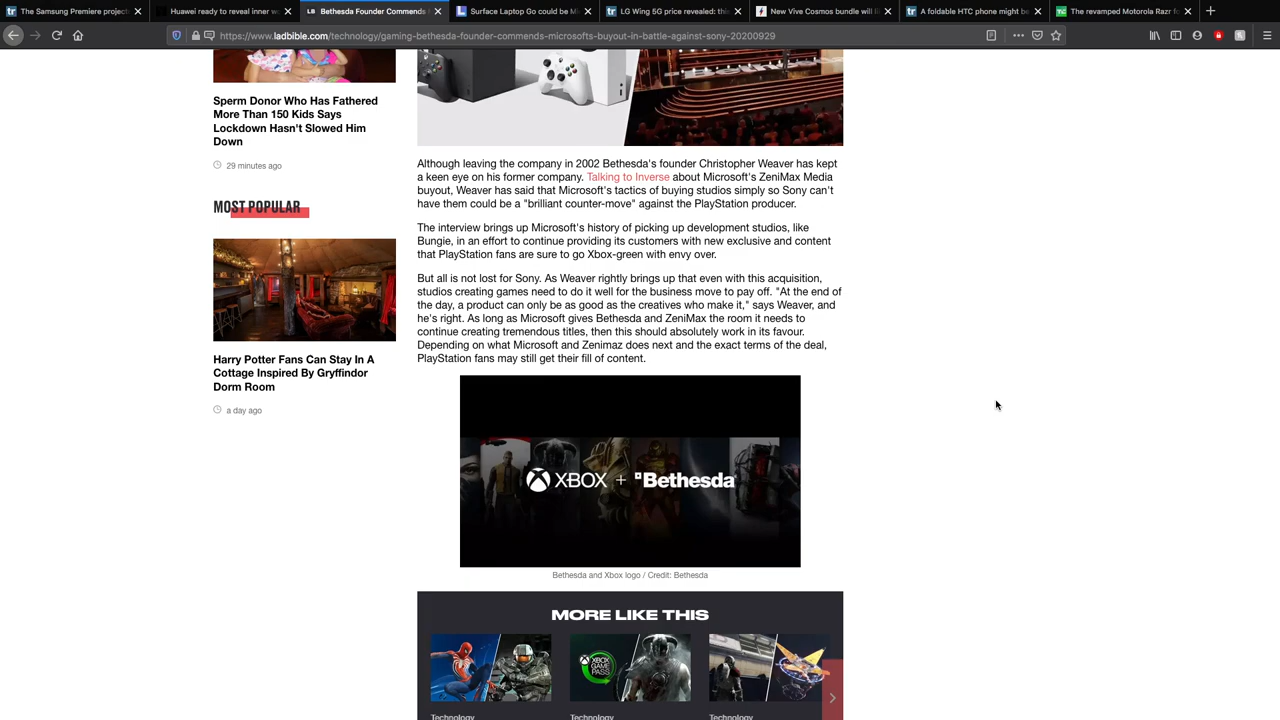 The Samsung Premiere project
Huawei ready to reveal inner w
Bethesda Founder Commends
Surface Laptop Go could be Mi
LG Wing 5G price revealed: this
New Vive Cosmos bundle will
A foldable HTC phone might be
The revamped Motorola Razr fo
https://www.ladbible.com/technology/gaming-bethesda-founder-commends-microsofts-buyout-in-battle-against-sony-20200929
Sperm Donor Who Has Fathered
More Than 150 Kids Says
Lockdown Hasn't Slowed Him
Down
29 minutes ago
MOST POPULAR
Harry Potter Fans Can Stay In A
Cottage Inspired By Gryffindor
Dorm Room
a day ago
Although leaving the company in 2002 Bethesda's founder Christopher Weaver has kept
a keen eye on his former company. Talking to Inverse about Microsoft's ZeniMax Media
buyout, Weaver has said that Microsoft's tactics of buying studios simply so Sony can't
have them could be a "brilliant counter-move" against the PlayStation producer.
The interview brings up Microsoft's history of picking up development studios, like
Bungie, in an effort to continue providing its customers with new exclusive and content
that PlayStation fans are sure to go Xbox-green with envy over.
But all is not lost for Sony. As Weaver rightly brings up that even with this acquisition,
studios creating games need to do it well for the business move to pay off. "At the end of
the day, a product can only be as good as the creatives who make it," says Weaver, and
he's right. As long as Microsoft gives Bethesda and ZeniMax the room it needs to
continue creating tremendous titles, then this should absolutely work in its favour.
Depending on what Microsoft and Zenimaz does next and the exact terms of the deal,
PlayStation fans may still get their fill of content.
XBOX + Bethesda
Bethesda and Xbox logo / Credit: Bethesda
MORE LIKE THIS
XBOX GAME PASS
Technology
Technology
Technology